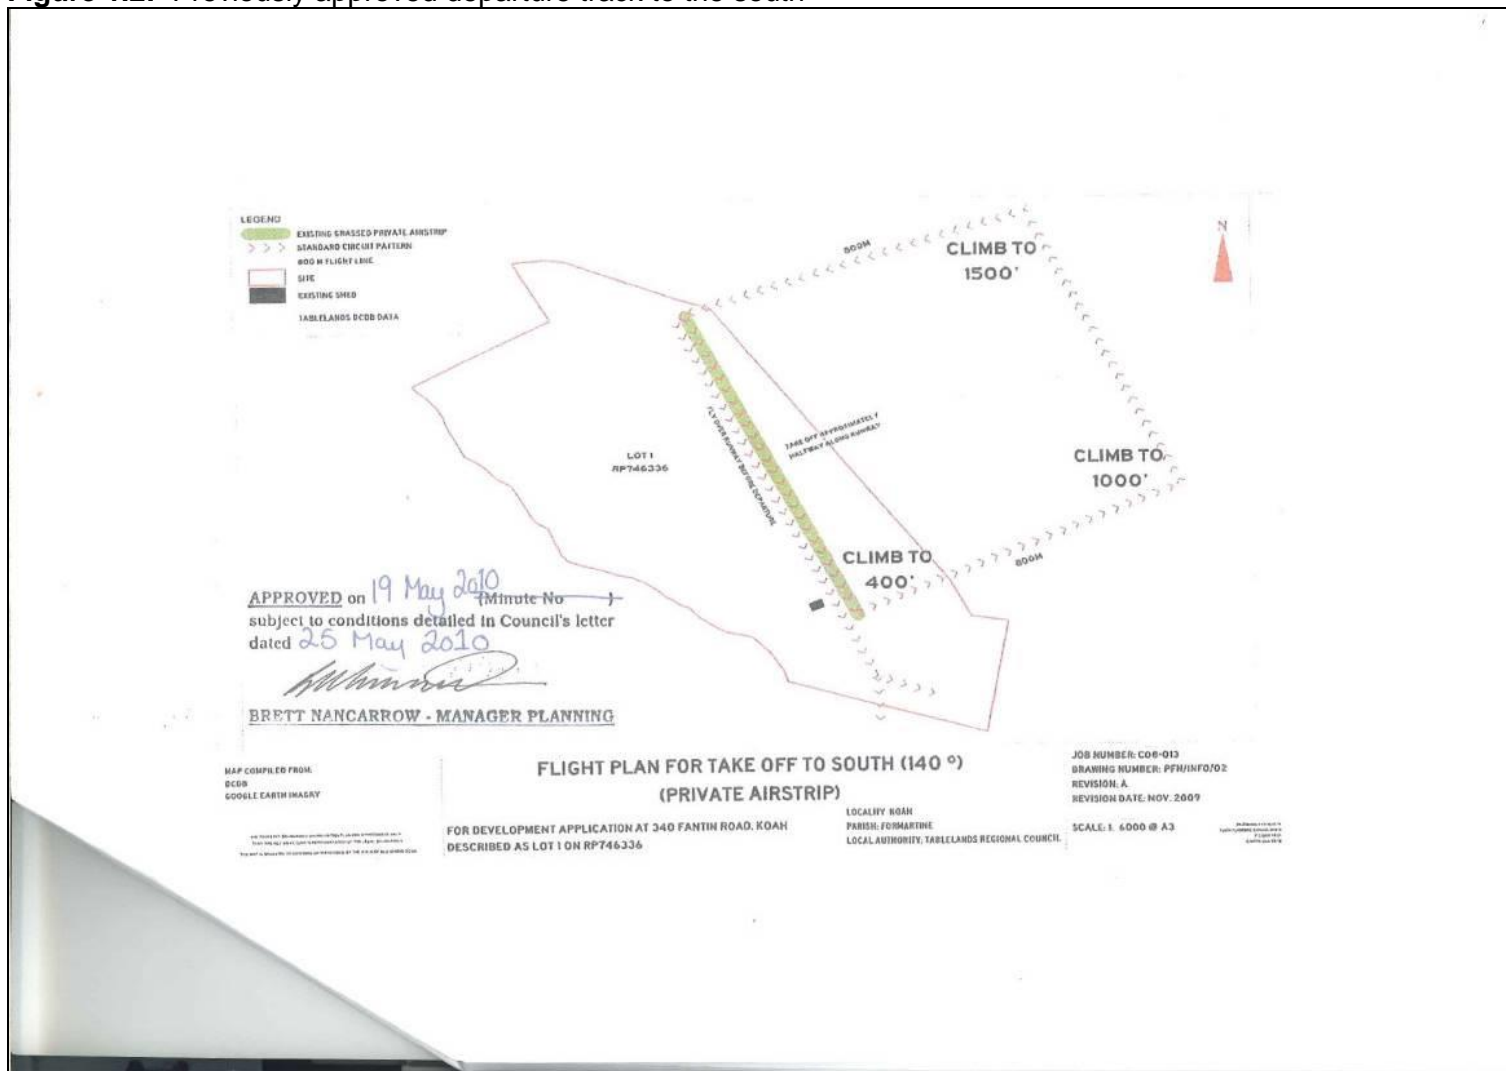 Previously approved departure track to the south
LEGEND
EXISTING GRASSED PRIVATE AIRSTRIP
STANDARD CIRCUIT PATTERN
800 M FLIGHT LINE
SITE
EXISTING SHED
TABLELANDS DCDB DATA
800M
CLIMB TO
1500'
N
TAKE OFF APPROXIMATELY
HALFWAY ALONG RUNWAY
FLY OVER RUNWAY BEFORE DEPARTURE
LOT 1
RP746336
CLIMB TO
1000'
CLIMB TO
400'
800M
APPROVED on 19 May 2010 (Minute No )
subject to conditions detailed in Council's letter
dated 25 May 2010
BRETT NANCARROW - MANAGER PLANNING
MAP COMPILED FROM:
DCDB
GOOGLE EARTH IMAGRY
FLIGHT PLAN FOR TAKE OFF TO SOUTH (140 °)
(PRIVATE AIRSTRIP)
FOR DEVELOPMENT APPLICATION AT 340 FANTIN ROAD, KOAH
DESCRIBED AS LOT 1 ON RP746336
LOCALITY: KOAH
PARISH: FORMARTINE
LOCAL AUTHORITY: TABLELANDS REGIONAL COUNCIL
JOB NUMBER: C08-013
DRAWING NUMBER: PFH/INFO/02
REVISION: A
REVISION DATE: NOV. 2009
SCALE: 1. 6000 @ A3